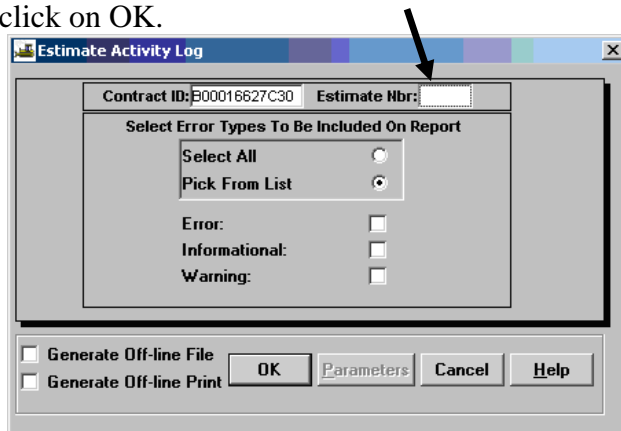 click on OK.
Estimate Activity Log
Contract ID: B00016627C30 Estimate Nbr:
Select Error Types To Be Included On Report
Select All
Pick From List
Error:
Informational:
Warning:
Generate Off-line File
Generate Off-line Print
OK Parameters Cancel Help